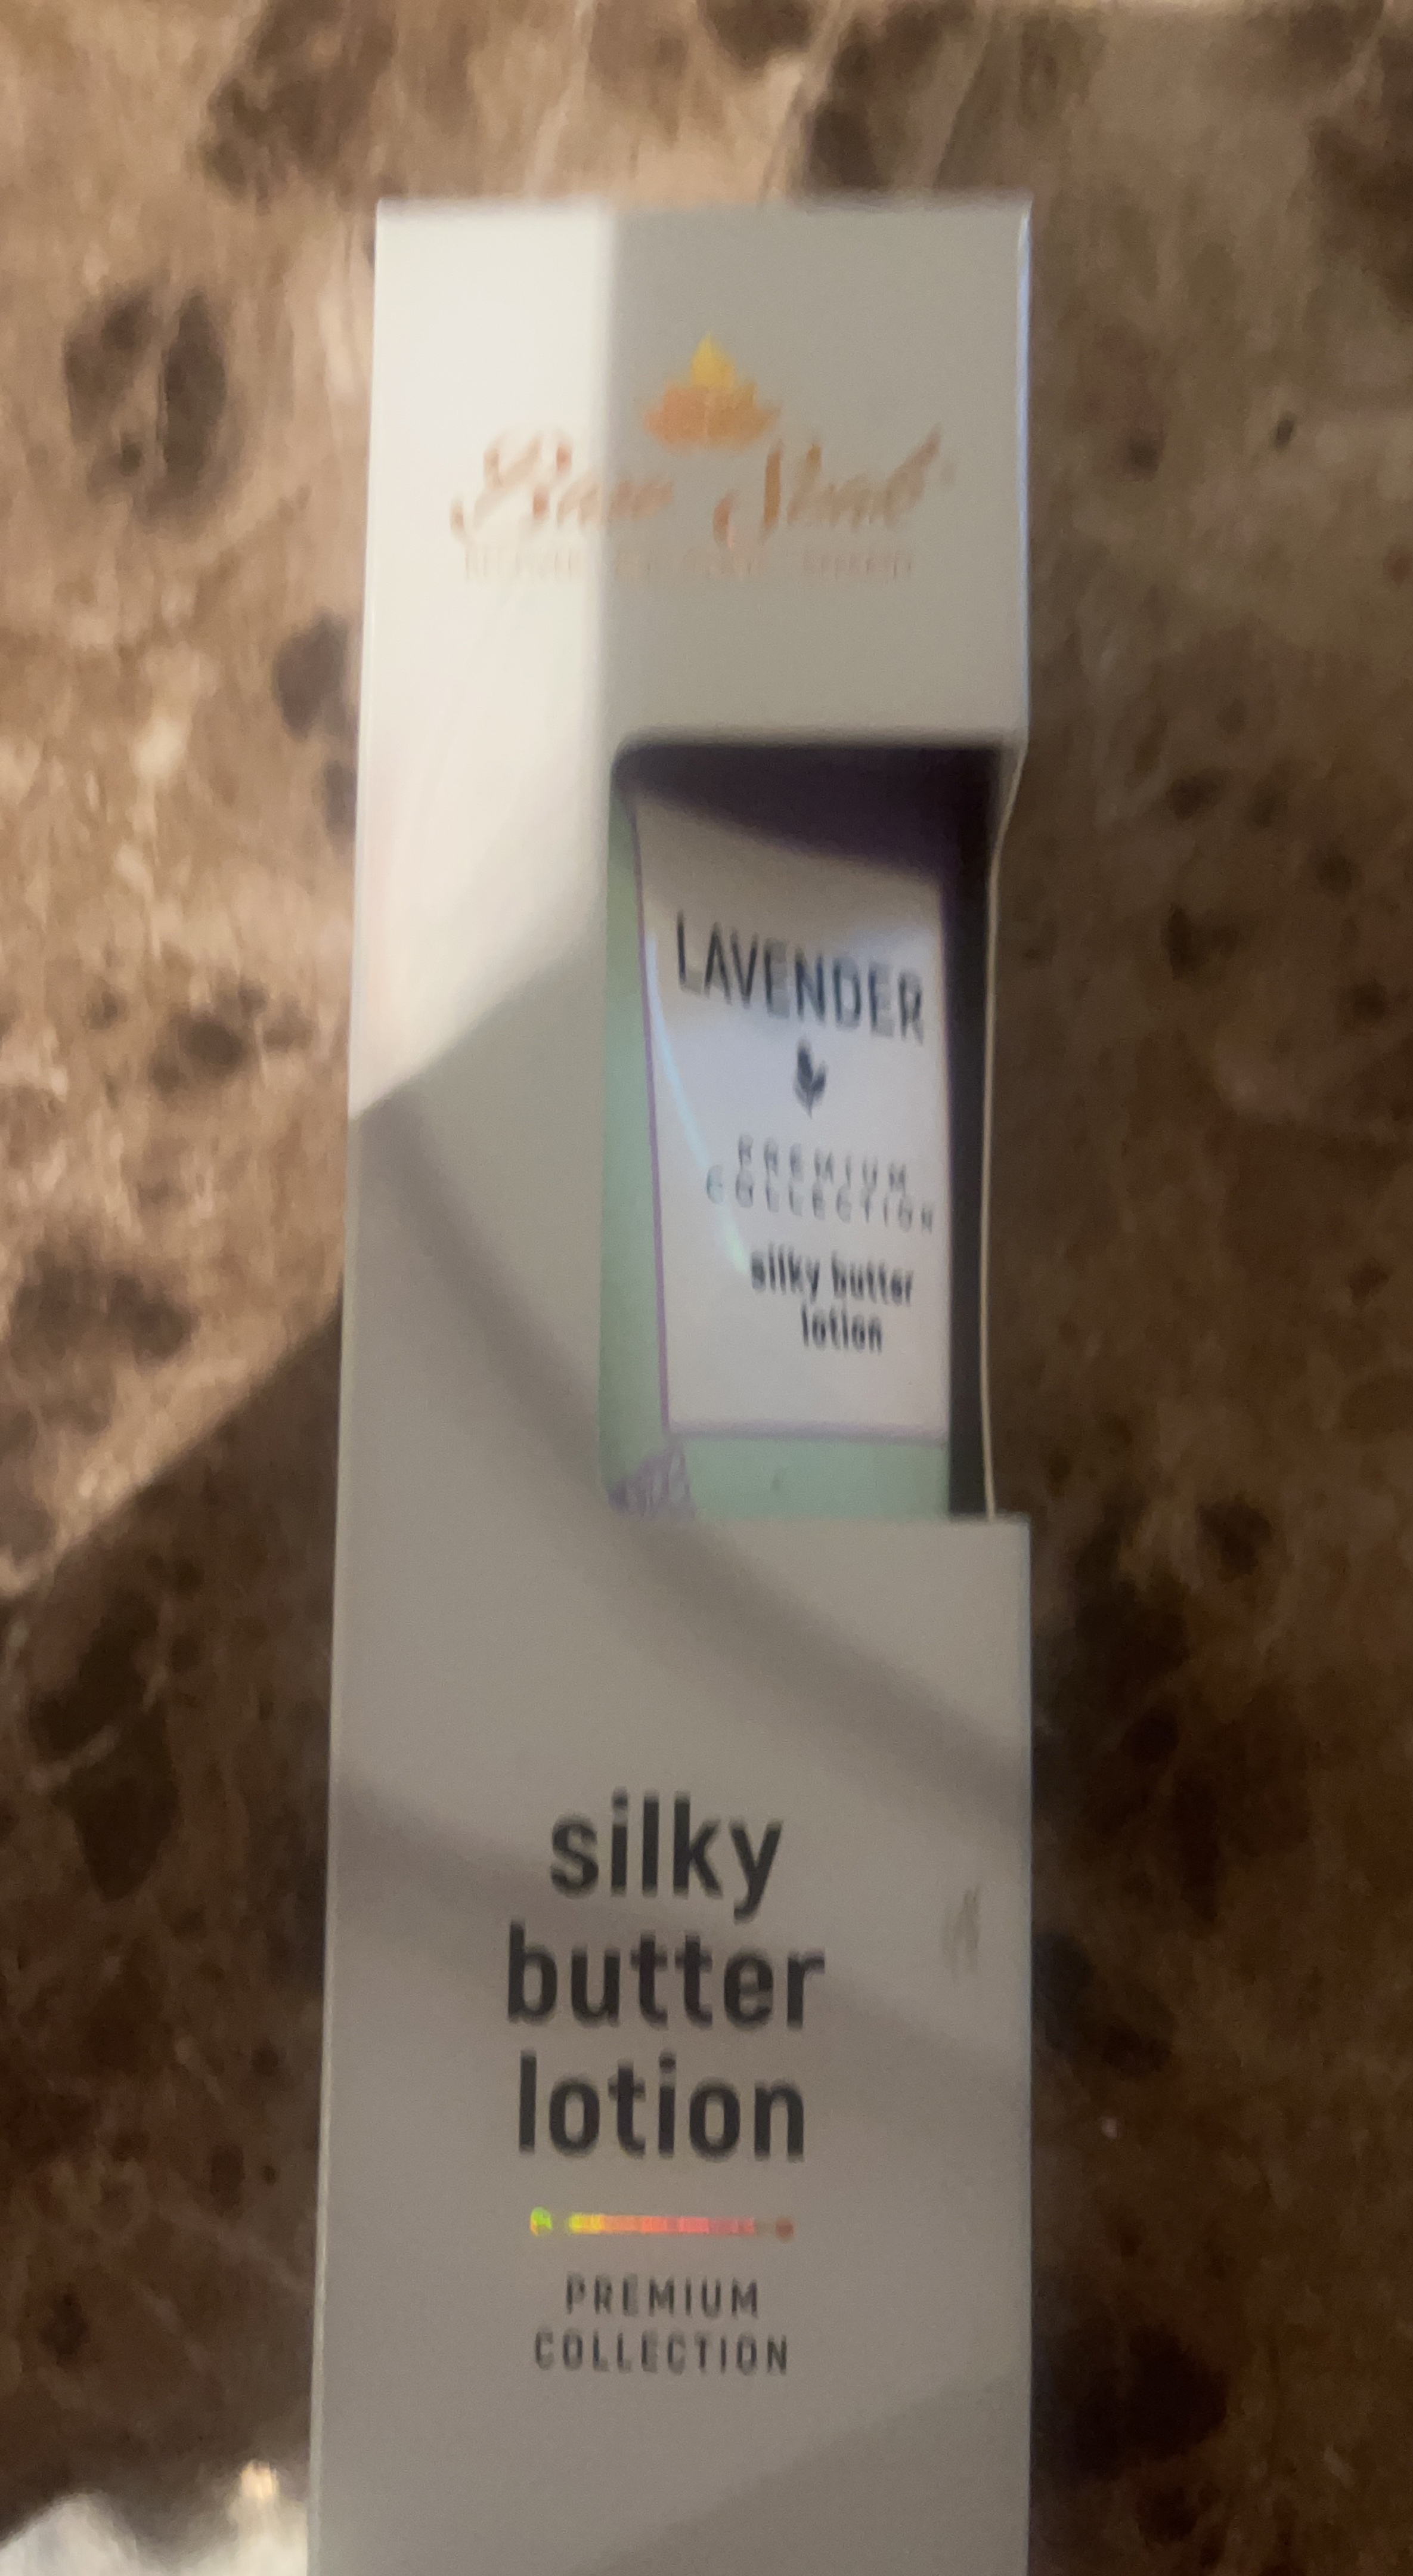 LAVENDER
PREMIUM
COLLECTION
silky butter
lotion
silky
butter
lotion
PREMIUM
COLLECTION